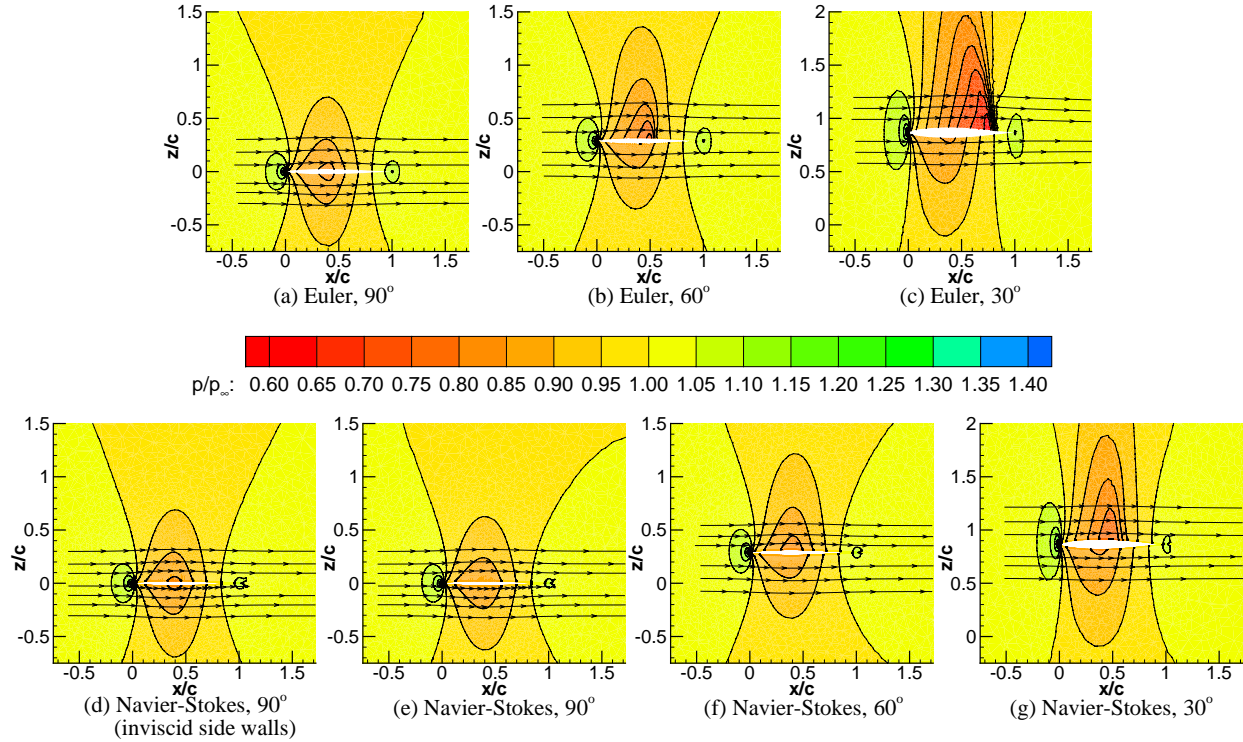 1.5
1
0.5
0
-0.5
z/c
-0.5 0 0.5 1 1.5
x/c
(a) Euler, 90°
1.5
1
0.5
0
-0.5
z/c
-0.5 0 0.5 1 1.5
x/c
(b) Euler, 60°
2
1.5
1
0.5
0
z/c
-0.5 0 0.5 1 1.5
x/c
(c) Euler, 30°
p/p∞: 0.60 0.65 0.70 0.75 0.80 0.85 0.90 0.95 1.00 1.05 1.10 1.15 1.20 1.25 1.30 1.35 1.40
1.5
1
0.5
0
-0.5
z/c
-0.5 0 0.5 1 1.5
x/c
(d) Navier-Stokes, 90°
(inviscid side walls)
1.5
1
0.5
0
-0.5
z/c
-0.5 0 0.5 1 1.5
x/c
(e) Navier-Stokes, 90°
1.5
1
0.5
0
-0.5
z/c
-0.5 0 0.5 1 1.5
x/c
(f) Navier-Stokes, 60°
2
1.5
1
0.5
0
z/c
-0.5 0 0.5 1 1.5
x/c
(g) Navier-Stokes, 30°